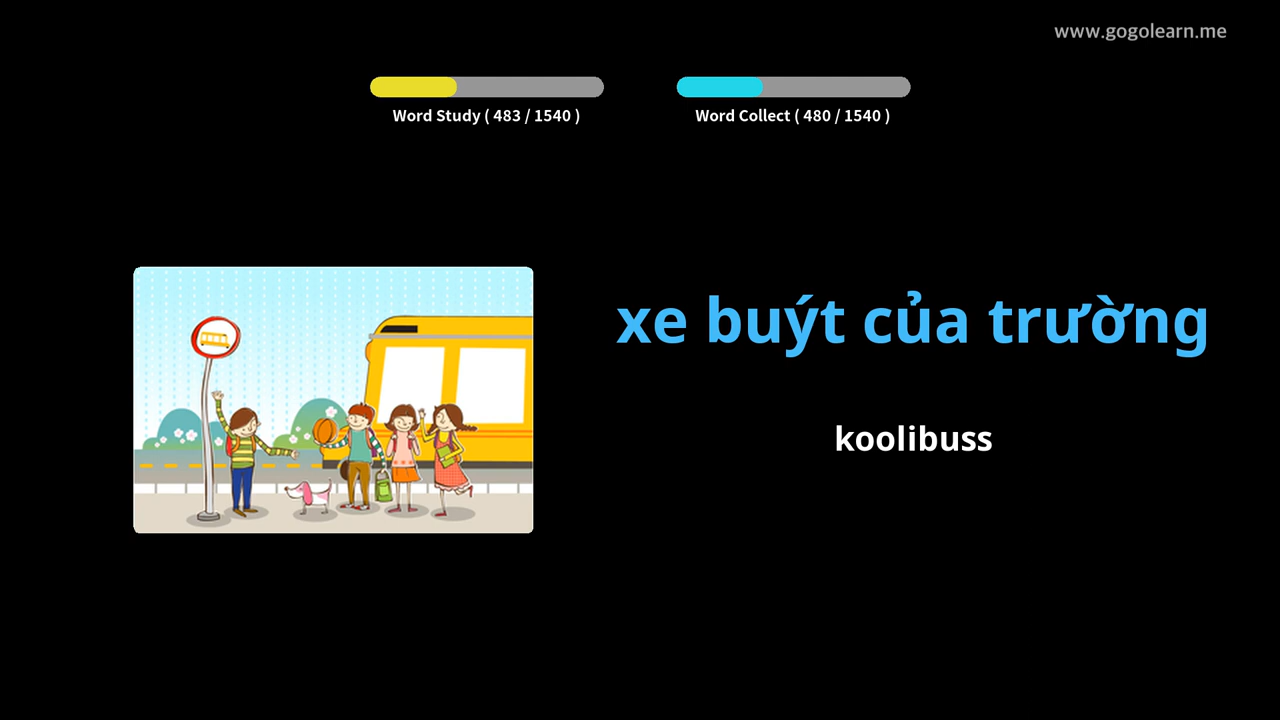 www.gogolearn.me
Word Study ( 483 / 1540 )
Word Collect ( 480 / 1540 )
xe buýt của trường
koolibuss